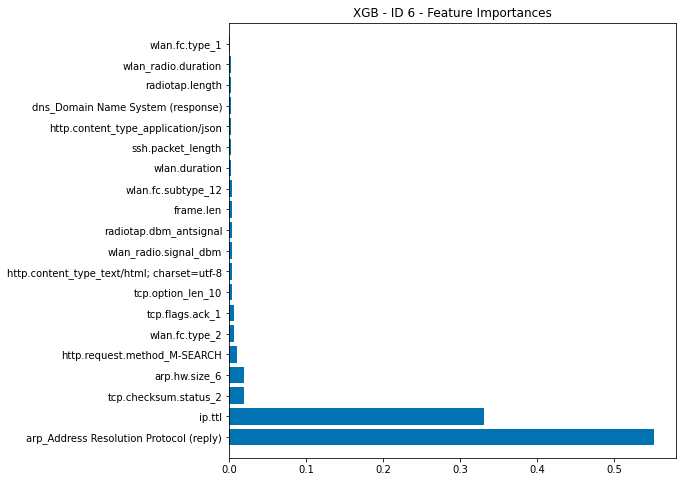 XGB - ID 6 - Feature Importances
wlan.fc.type_1
wlan_radio.duration
radiotap.length
dns_Domain Name System (response)
http.content_type_application/json
ssh.packet_length
wlan.duration
wlan.fc.subtype_12
frame.len
radiotap.dbm_antsignal
wlan_radio.signal_dbm
http.content_type_text/html; charset=utf-8
tcp.option_len_10
tcp.flags.ack_1
wlan.fc.type_2
http.request.method_M-SEARCH
arp.hw.size_6
tcp.checksum.status_2
ip.ttl
arp_Address Resolution Protocol (reply)
0.0 0.1 0.2 0.3 0.4 0.5